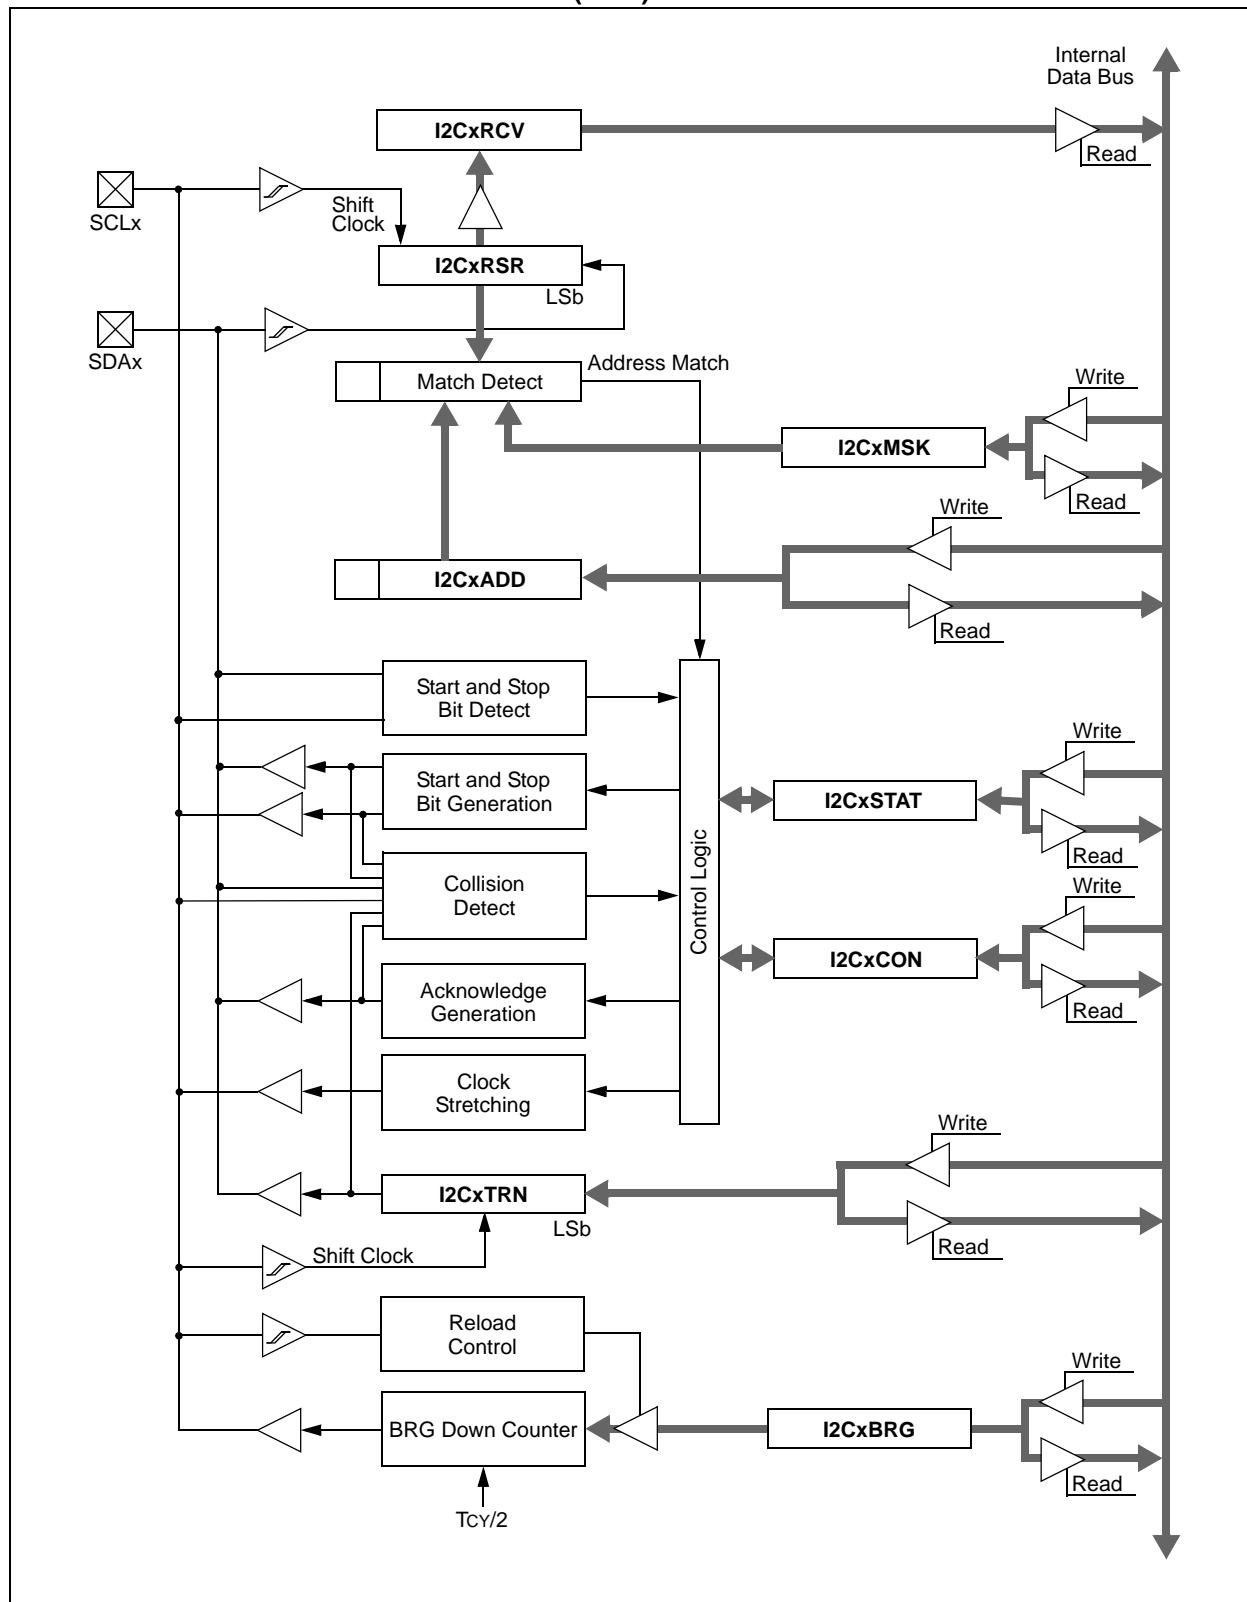 Internal
Data Bus
I2CxRCV
Read
SCLx
Shift
Clock
I2CxRSR
LSb
SDAx
Address Match
Match Detect
Write
I2CxMSK
Read
Write
I2CxADD
Read
Start and Stop
Bit Detect
Write
Start and Stop
Bit Generation
I2CxSTAT
Read
Control Logic
Collision
Detect
Write
I2CxCON
Read
Acknowledge
Generation
Clock
Stretching
Write
I2CxTRN
LSb
Read
Shift Clock
Reload
Control
Write
BRG Down Counter
I2CxBRG
Read
TCY/2